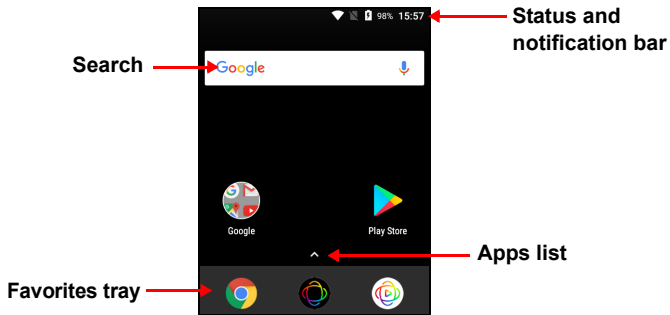 98% 15:57
Status and
notification bar
Search
Google
Google
Play Store
Apps list
Favorites tray